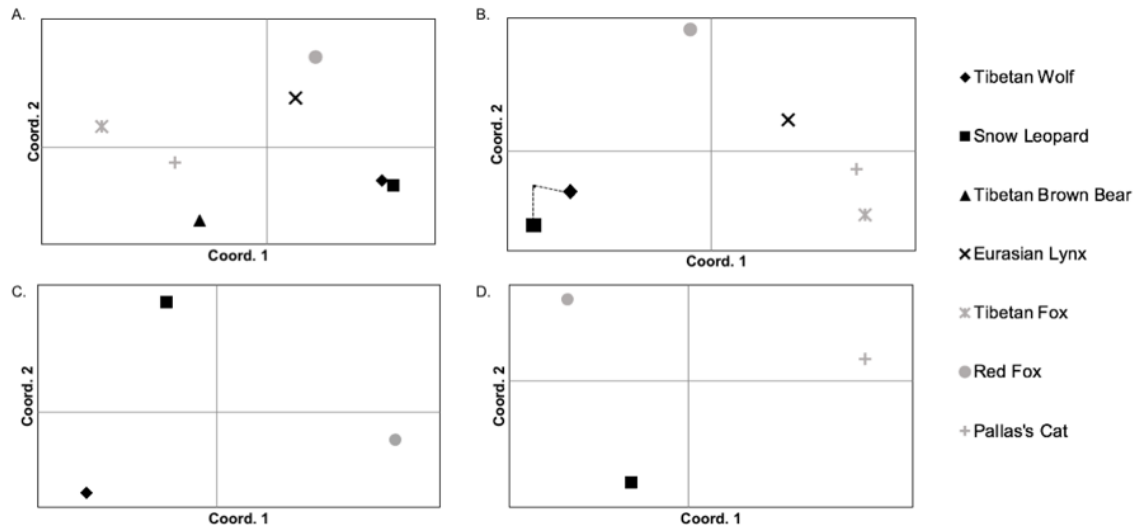 A.
Coord. 2
Coord. 1
B.
Coord. 2
Coord. 1
C.
Coord. 2
Coord. 1
D.
Coord. 2
Coord. 1
Tibetan Wolf
Snow Leopard
Tibetan Brown Bear
Eurasian Lynx
Tibetan Fox
Red Fox
Pallas's Cat